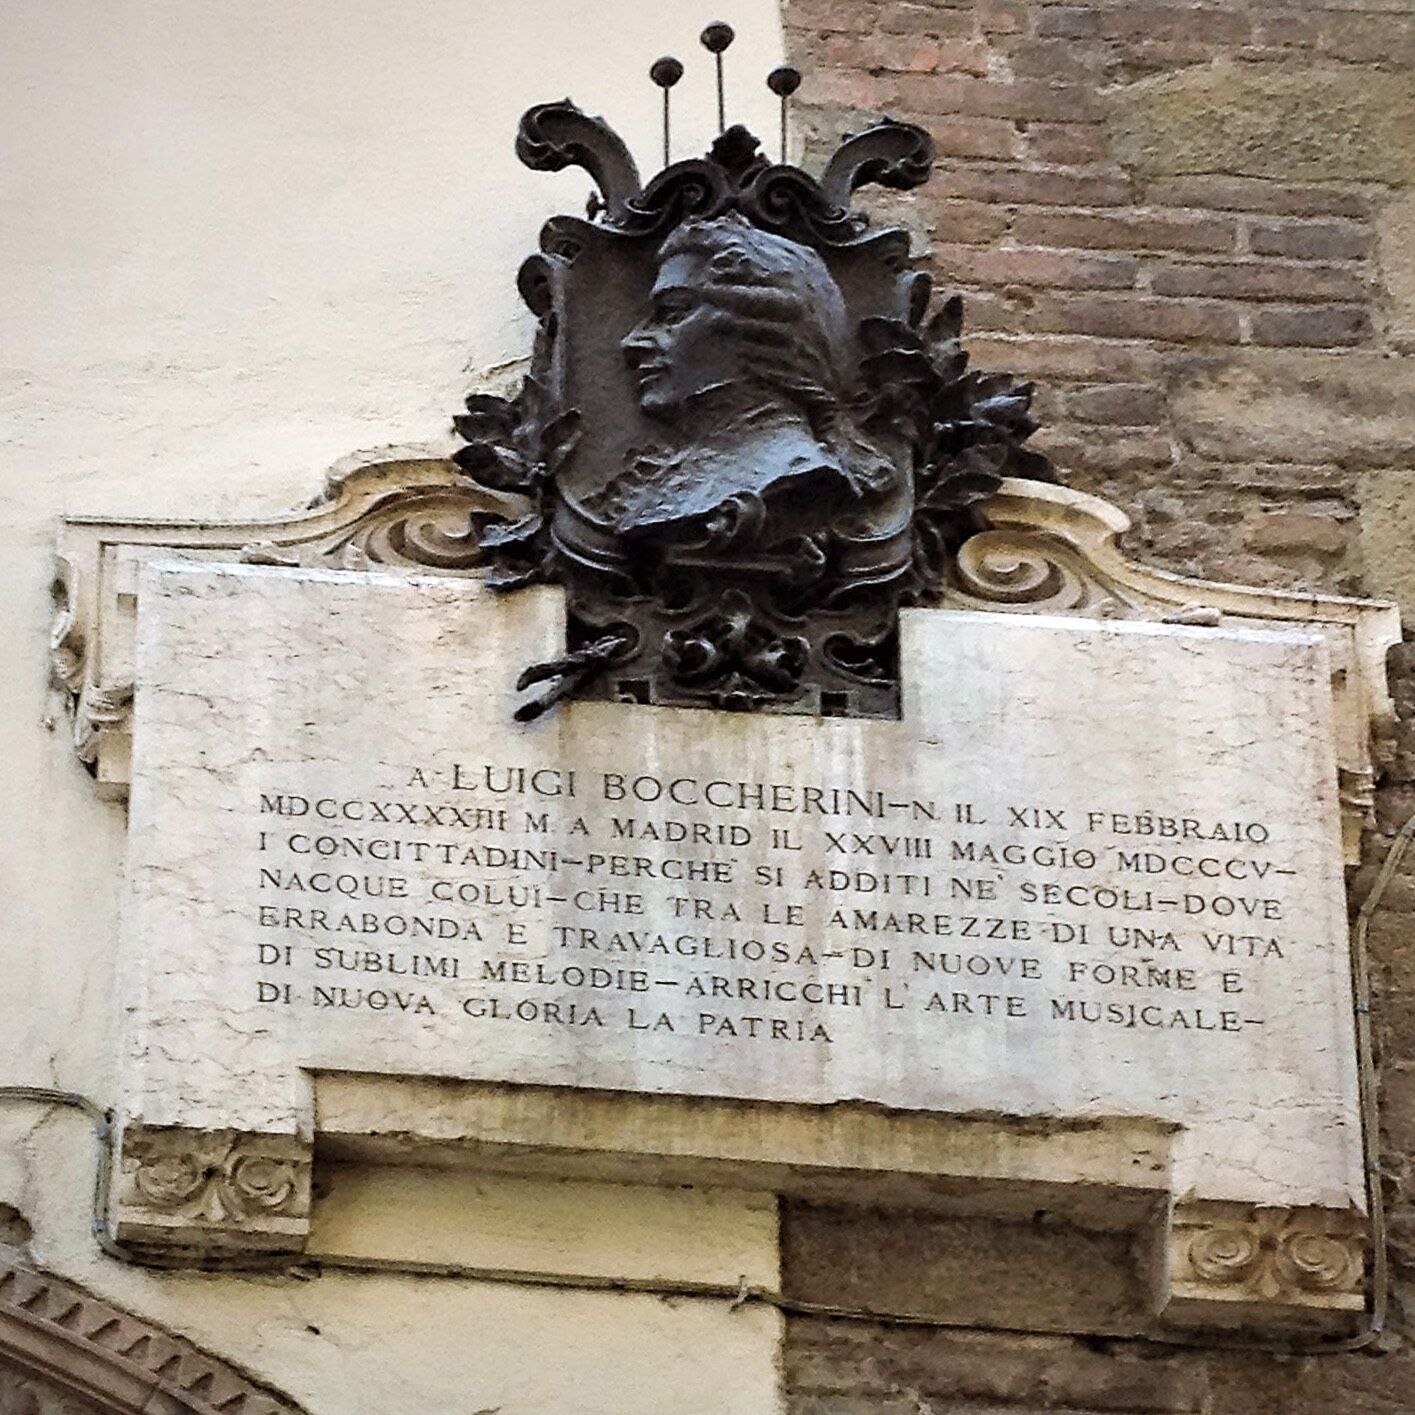 A LUIGI BOCCHERINI-N. IL XIX FEBBRAIO
MDCCXXXXIII M. A MADRID IL XXVIII MAGGIO MDCCCV-
I CONCITTADINI-PERCHE SI ADDITI NE' SECOLI-DOVE
NACQUE COLUI-CHE TRA LE AMAREZZE DI UNA VITA
ERRABONDA E TRAVAGLIOSA-DI NUOVE FORME E
DI SUBLIMI MELODIE-ARRICCHI L'ARTE MUSICALE-
DI NUOVA GLORIA LA PATRIA